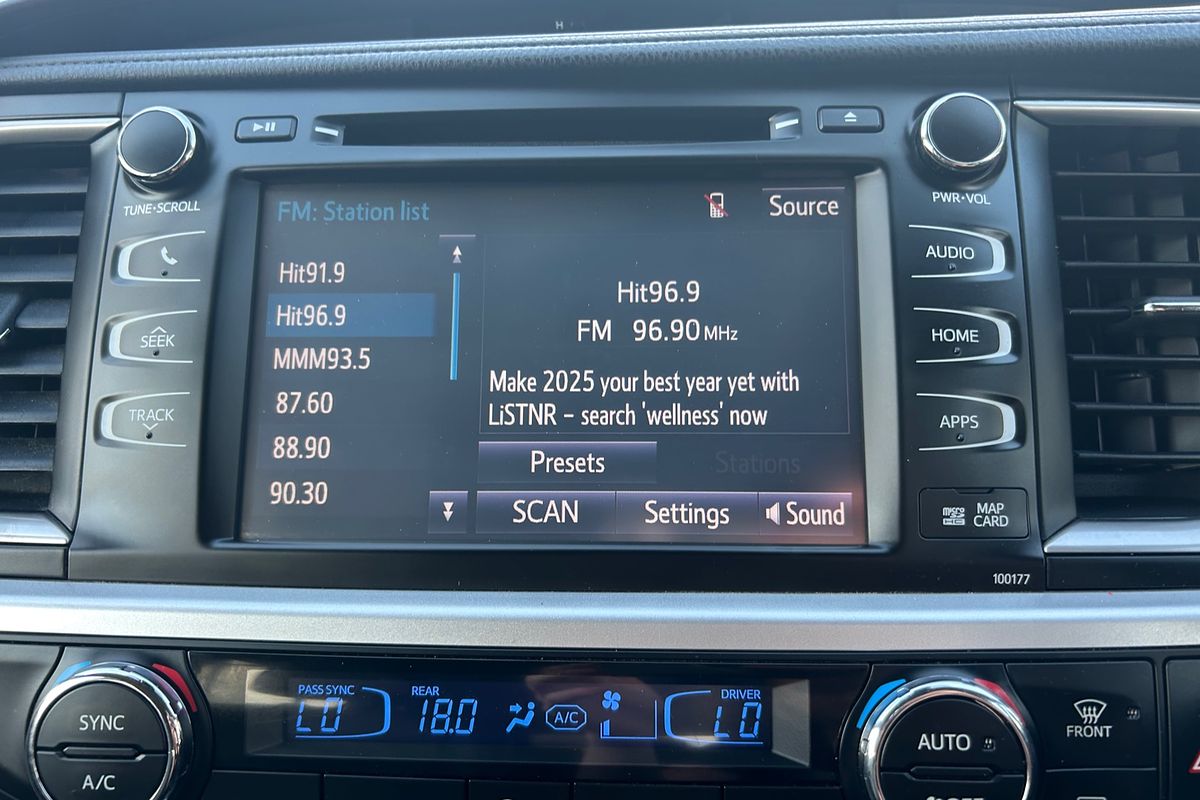 H
TUNE·SCROLL
PWR·VOL
FM: Station list
Source
AUDIO
Hit91.9
Hit96.9
MMM93.5
87.60
88.90
90.30
Hit96.9
FM 96.90 MHz
Make 2025 your best year yet with
LiSTNR – search 'wellness' now
Presets
Stations
SCAN
Settings
Sound
SEEK
TRACK
HOME
APPS
micro SD
MAP
CARD
100177
PASS SYNC
LO
REAR
18.0
A/C
DRIVER
LO
SYNC
A/C
AUTO
FRONT